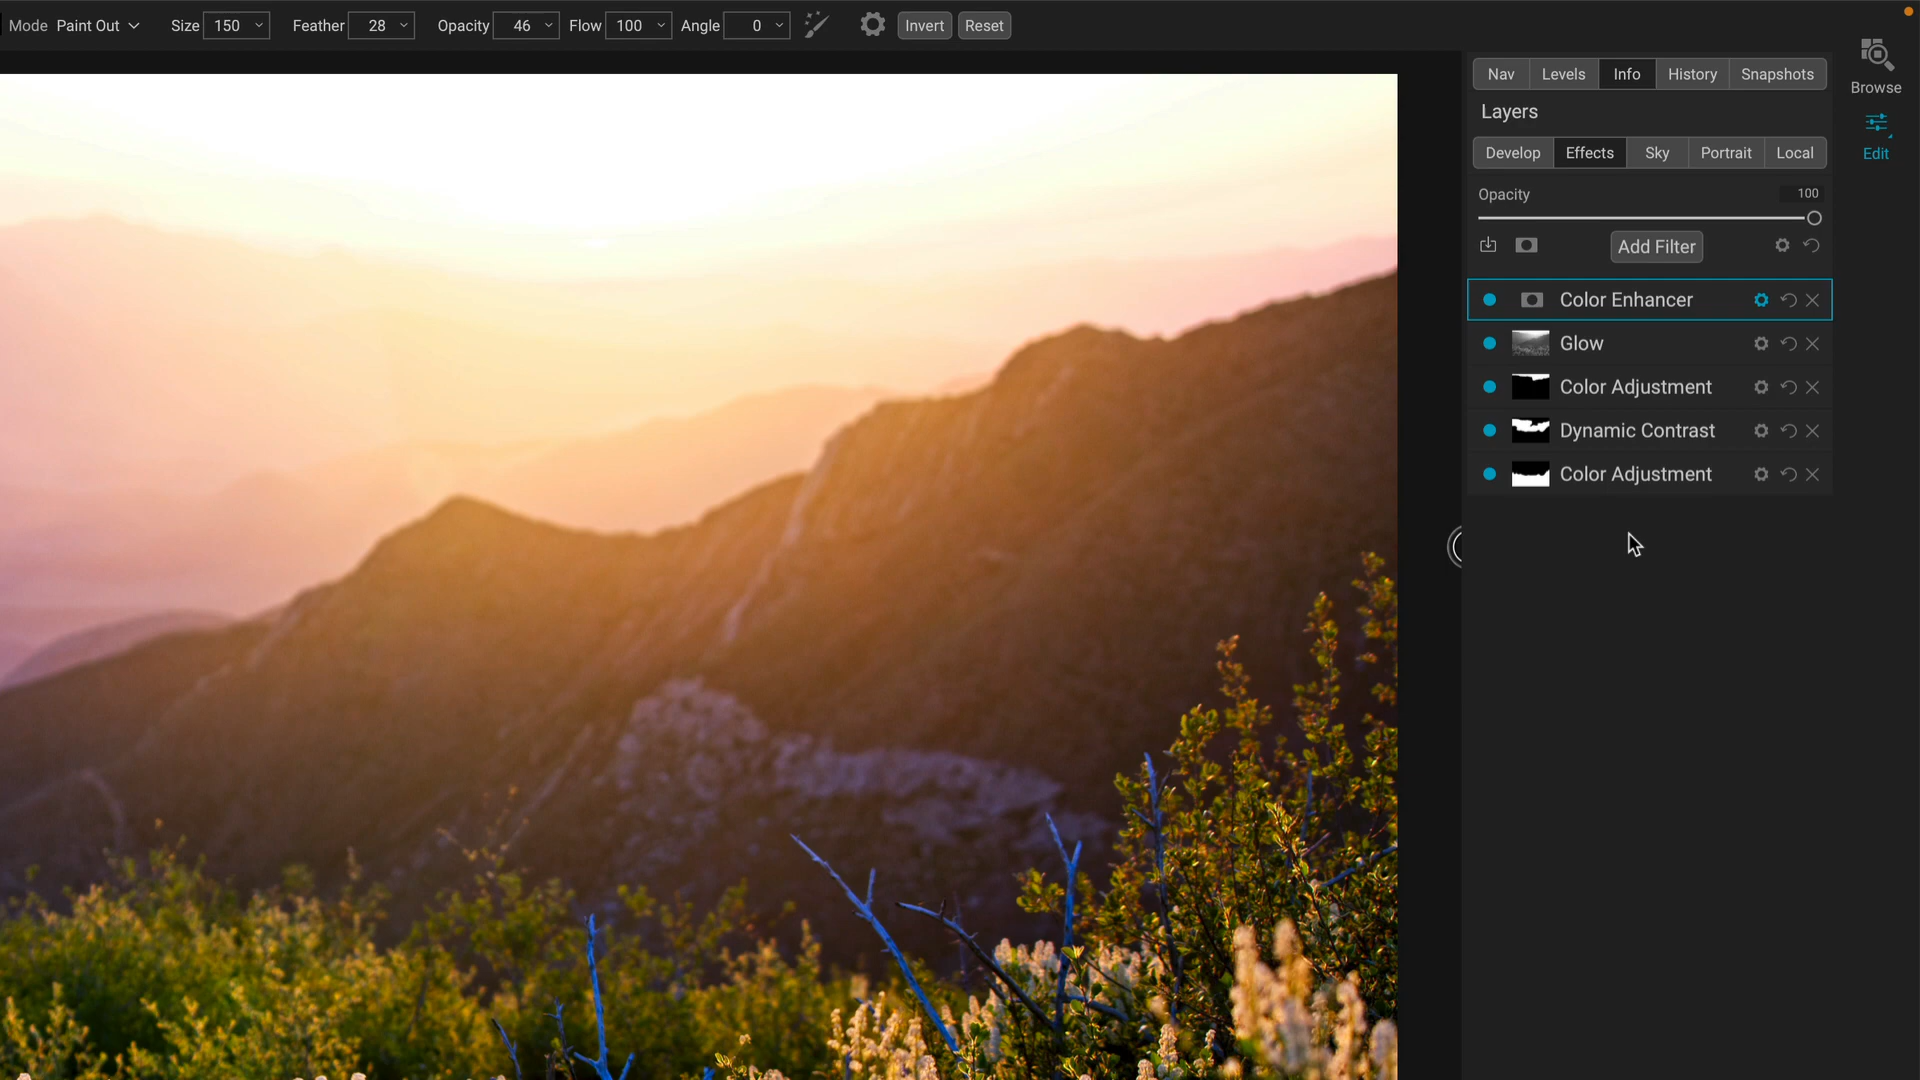 Mode Paint Out Size 150 Feather 28 Opacity 46 Flow 100 Angle 0 Invert Reset
Nav Levels Info History Snapshots
Browse
Layers
Develop Effects Sky Portrait Local
Edit
Opacity 100
Add Filter
Color Enhancer
Glow
Color Adjustment
Dynamic Contrast
Color Adjustment